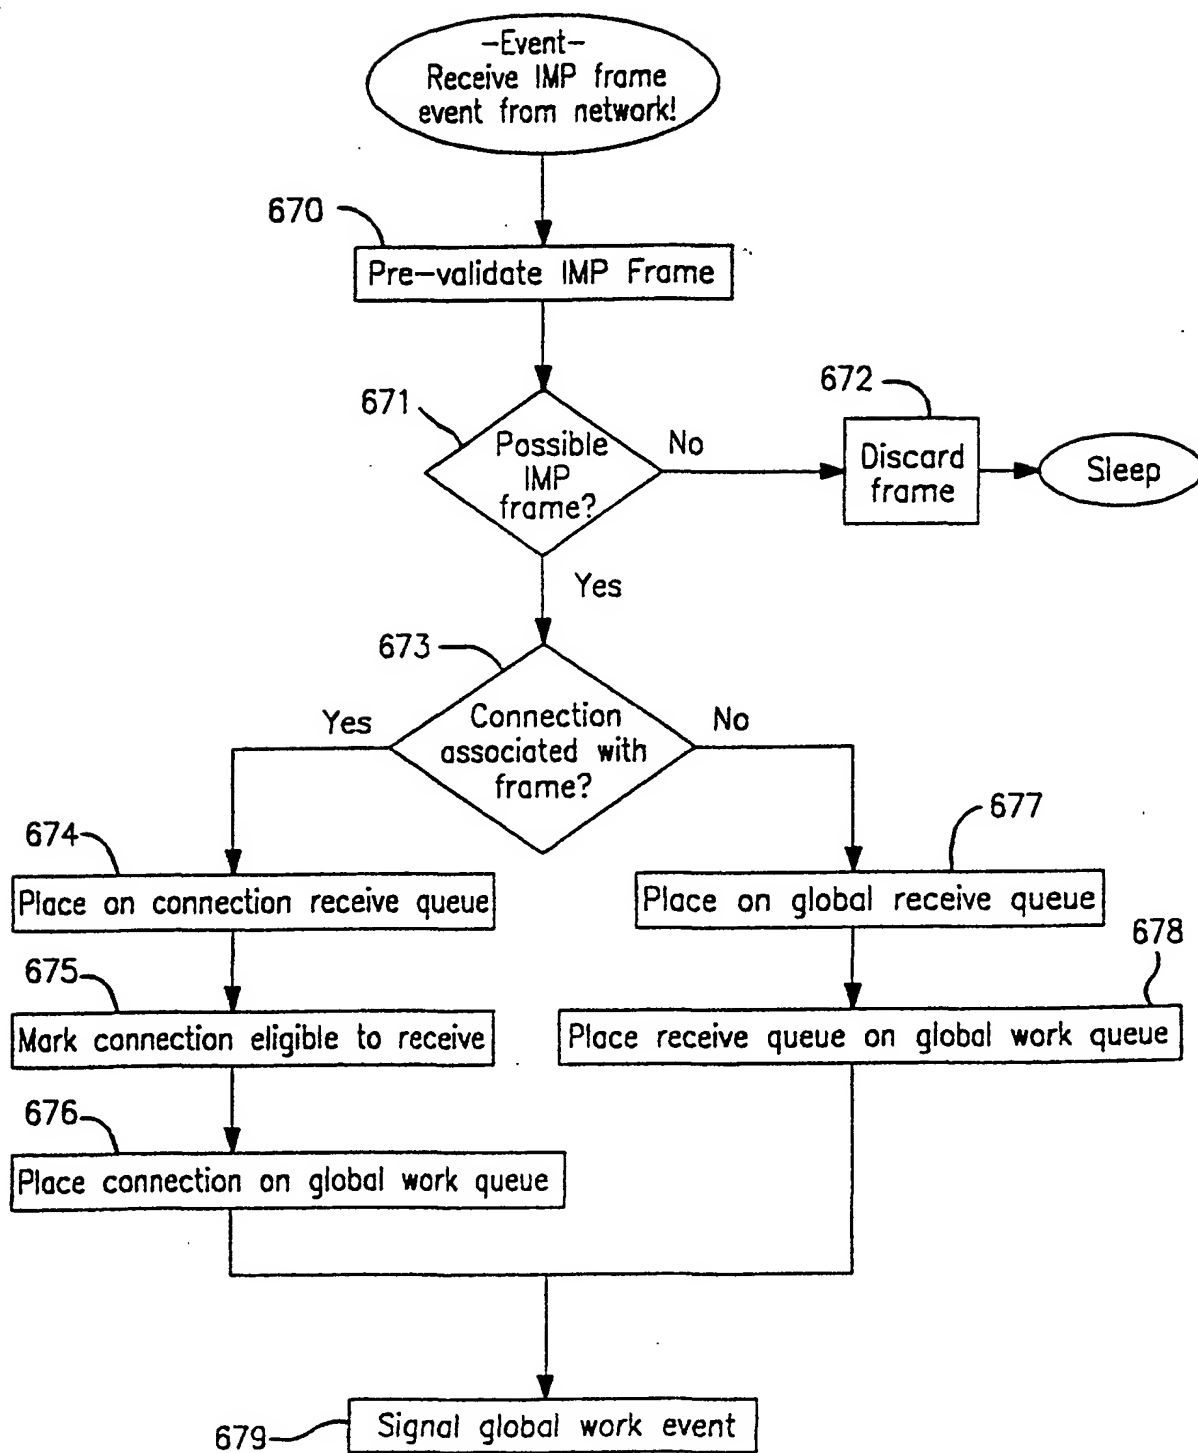 -Event-
Receive IMP frame
event from network!
670
Pre-validate IMP Frame
671
Possible
IMP
frame?
No
672
Discard
frame
Sleep
Yes
673
Connection
associated with
frame?
Yes
No
674
Place on connection receive queue
677
Place on global receive queue
675
Mark connection eligible to receive
678
Place receive queue on global work queue
676
Place connection on global work queue
679
Signal global work event